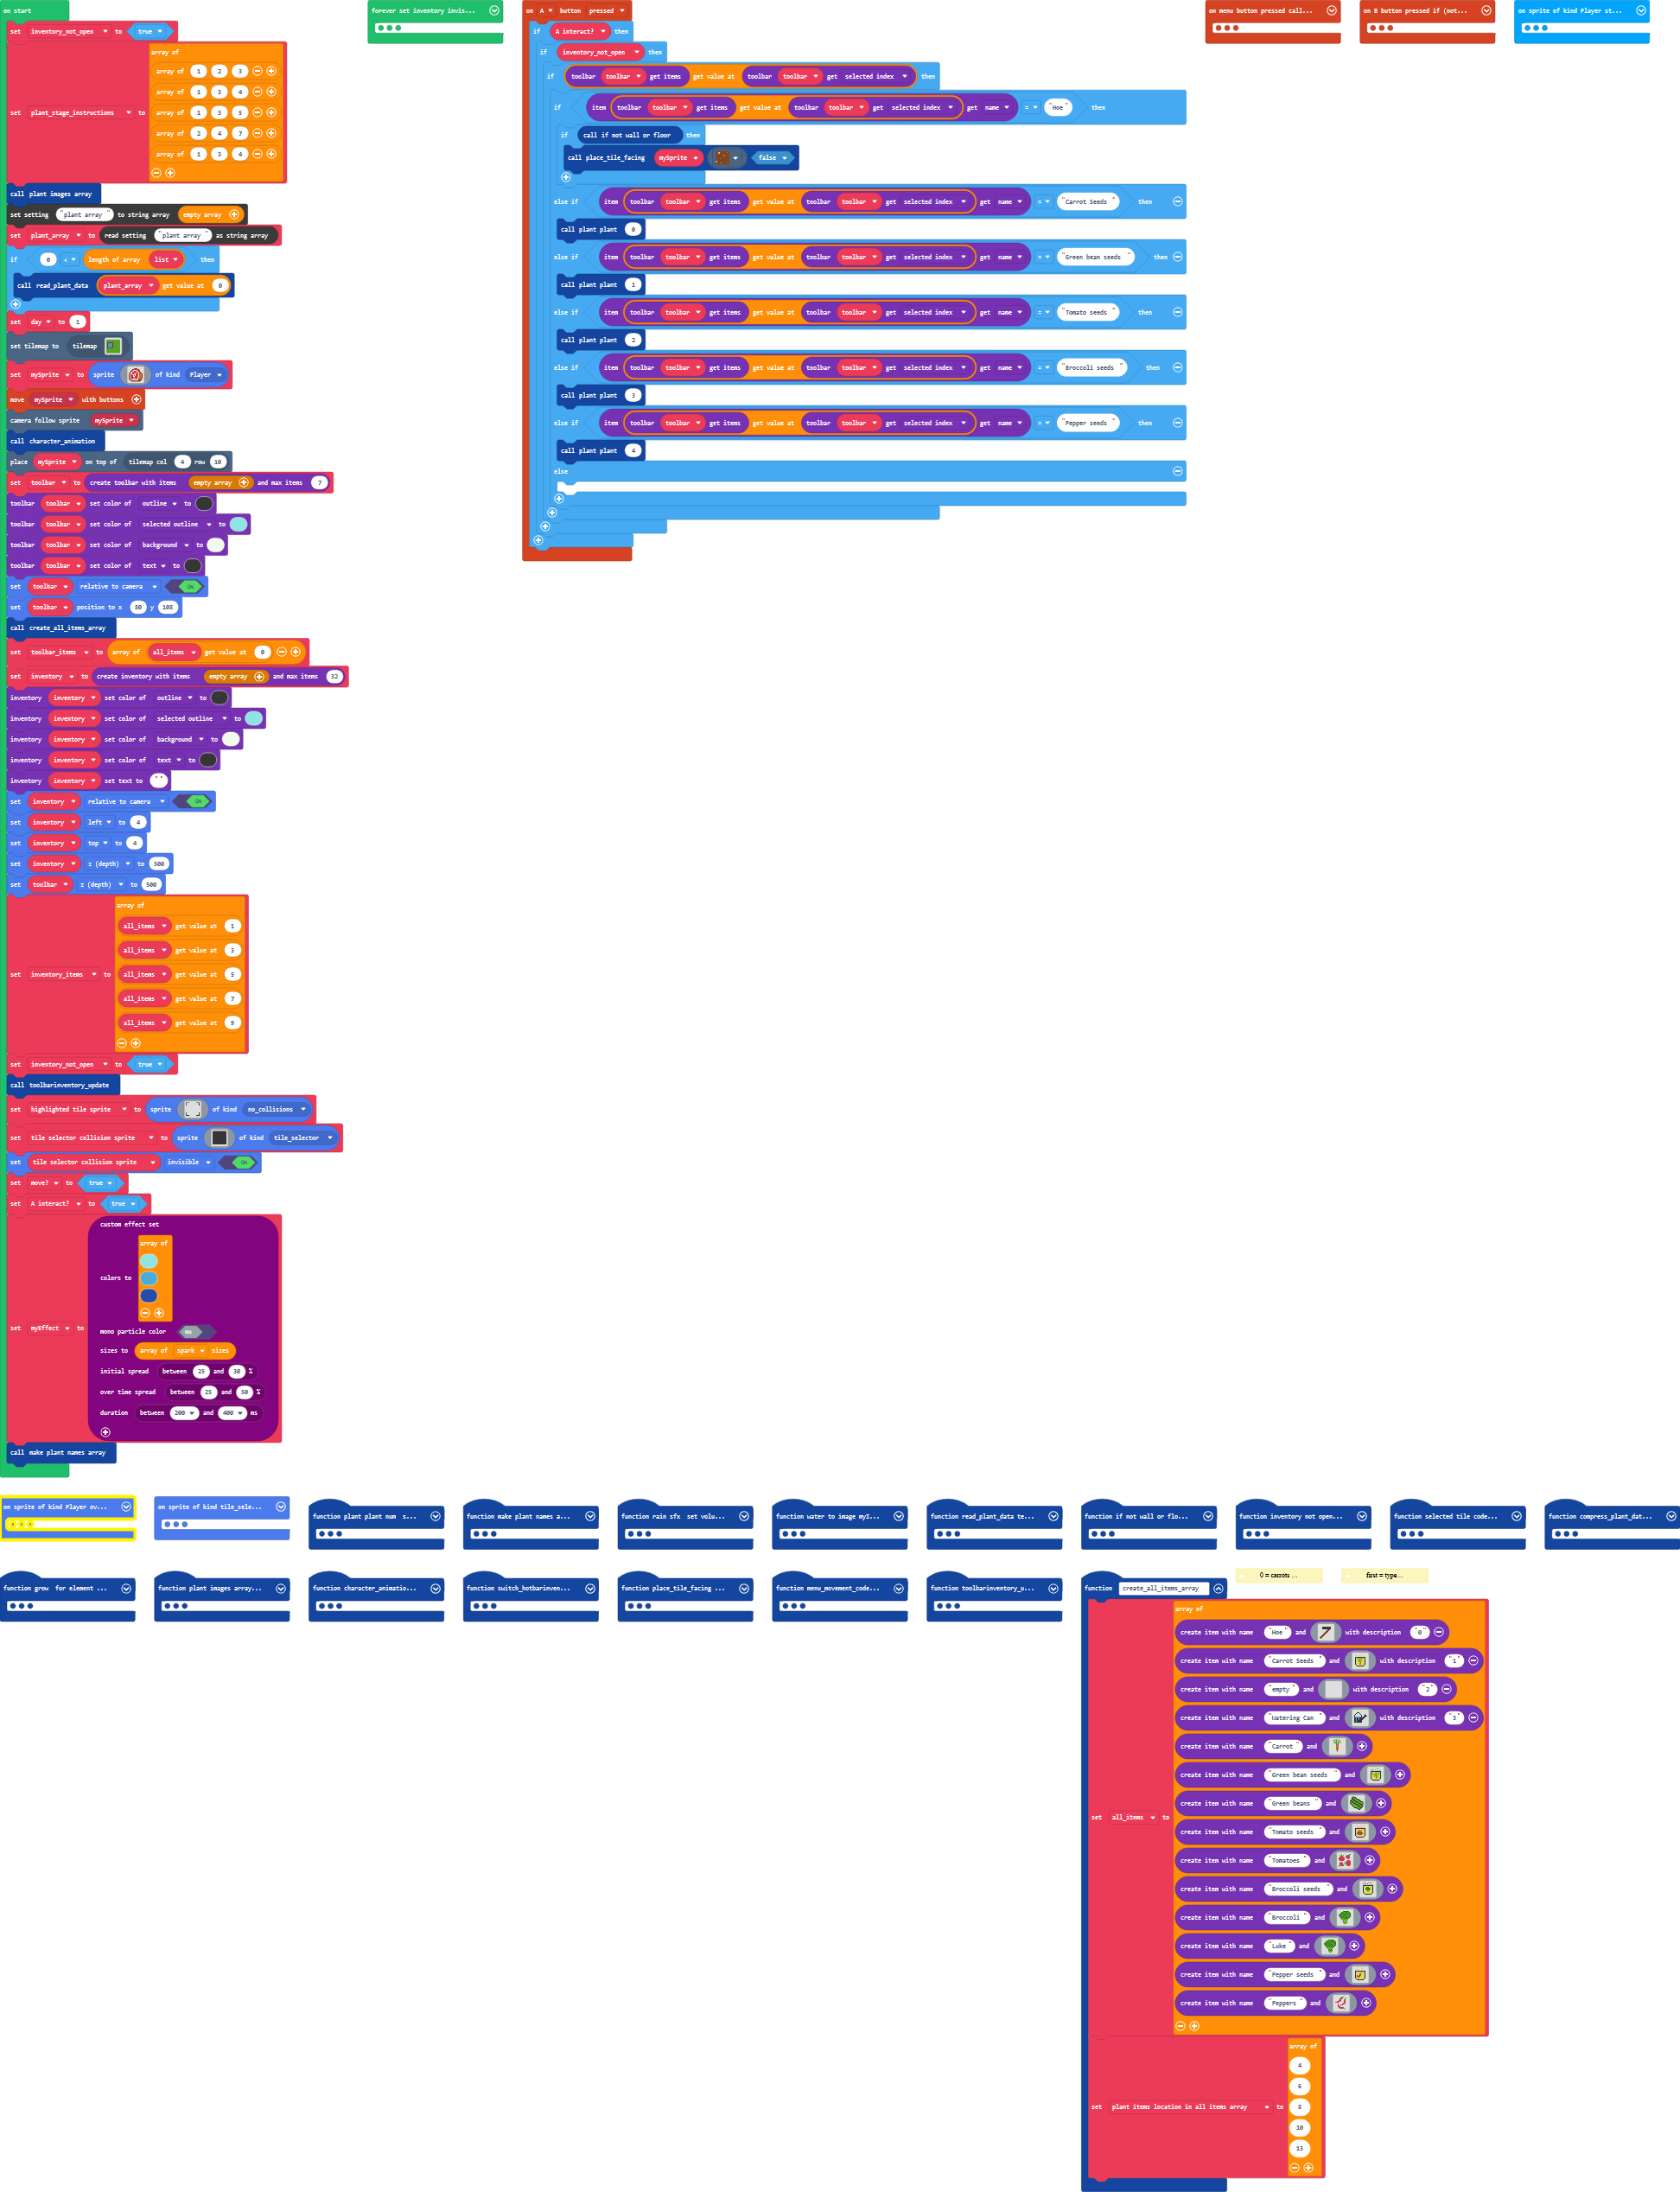 on start
set inventory_not_open to true
set plant_stage_instructions to
array of
array of 1 2 3
array of 1 3 4
array of 1 3 5
array of 2 4 7
array of 1 3 4
call plant images array
set setting "plant array" to string array empty array
set plant_array to read setting "plant array" as string array
if 0 < length of array list then
call read_plant_data plant_array get value at 0
set day to 1
set tilemap to tilemap
set mySprite to sprite of kind Player
move mySprite with buttons
camera follow sprite mySprite
call character_animation
place mySprite on top of tilemap col 4 row 10
set toolbar to create toolbar with items empty array and max items 7
toolbar toolbar set color of outline to
toolbar toolbar set color of selected outline to
toolbar toolbar set color of background to
toolbar toolbar set color of text to
set toolbar relative to camera ON
set toolbar position to x 80 y 108
call create_all_items_array
set toolbar_items to array of all_items get value at 0
set inventory to create inventory with items empty array and max items 32
inventory inventory set color of outline to
inventory inventory set color of selected outline to
inventory inventory set color of background to
inventory inventory set color of text to
inventory inventory set text to ""
set inventory relative to camera ON
set inventory left to 4
set inventory top to 4
set inventory z (depth) to 500
set toolbar z (depth) to 500
set inventory_items to
array of
all_items get value at 1
all_items get value at 3
all_items get value at 5
all_items get value at 7
all_items get value at 9
set inventory_not_open to true
call toolbarinventory_update
set highlighted tile sprite to sprite of kind no_collisions
set tile selector collision sprite to sprite of kind tile_selector
set tile selector collision sprite invisible ON
set move? to true
set A interact? to true
set myEffect to
custom effect set
colors to array of
mono particle color no
sizes to array of spark sizes
initial spread between 25 and 30 %
over time spread between 25 and 50 %
duration between 200 and 400 ms
call make plant names array
forever set inventory invis...
on A button pressed
if A interact? then
if inventory_not_open then
if toolbar toolbar get items get value at toolbar toolbar get selected index then
if item toolbar toolbar get items get value at toolbar toolbar get selected index get name = "Hoe" then
if call if not wall or floor then
call place_tile_facing mySprite false
else if item toolbar toolbar get items get value at toolbar toolbar get selected index get name = "Carrot Seeds" then
call plant plant 0
else if item toolbar toolbar get items get value at toolbar toolbar get selected index get name = "Green bean seeds" then
call plant plant 1
else if item toolbar toolbar get items get value at toolbar toolbar get selected index get name = "Tomato seeds" then
call plant plant 2
else if item toolbar toolbar get items get value at toolbar toolbar get selected index get name = "Broccoli seeds" then
call plant plant 3
else if item toolbar toolbar get items get value at toolbar toolbar get selected index get name = "Pepper seeds" then
call plant plant 4
else
on menu button pressed call...
on B button pressed if (not...
on sprite of kind Player st...
on sprite of kind Player ov...
on sprite of kind tile_sele...
function plant plant num s...
function make plant names a...
function rain sfx set volu...
function water to image myI...
function read_plant_data te...
function if not wall or flo...
function inventory not open...
function selected tile code...
function compress_plant_dat...
function grow for element ...
function plant images array...
function character_animatio...
function switch_hotbarinven...
function place_tile_facing ...
function menu_movement_code...
function toolbarinventory_u...
function create_all_items_array
0 = carrots ...
first = type...
set all_items to
array of
create item with name "Hoe" and with description "0"
create item with name "Carrot Seeds" and with description "1"
create item with name "empty" and with description "2"
create item with name "Watering Can" and with description "3"
create item with name "Carrot" and
create item with name "Green bean seeds" and
create item with name "Green beans" and
create item with name "Tomato seeds" and
create item with name "Tomatoes" and
create item with name "Broccoli seeds" and
create item with name "Broccoli" and
create item with name "Luke" and
create item with name "Pepper seeds" and
create item with name "Peppers" and
set plant items location in all items array to
array of
4
6
8
10
13